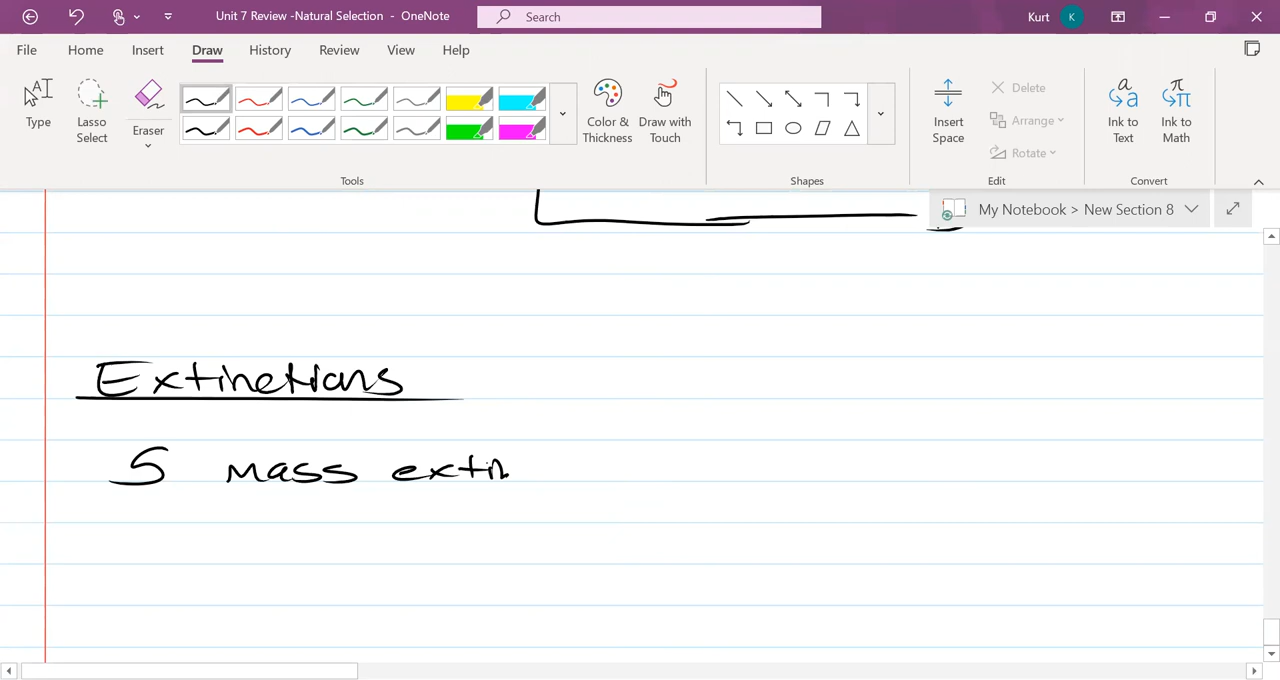 Unit 7 Review -Natural Selection - OneNote
Search
Kurt
K
File Home Insert Draw History Review View Help
Type
Lasso Select
Eraser
Color & Thickness
Draw with Touch
Insert Space
Delete
Arrange
Rotate
Ink to Text
Ink to Math
Tools
Shapes
Edit
Convert
My Notebook > New Section 8
Extinctions
5 mass extin